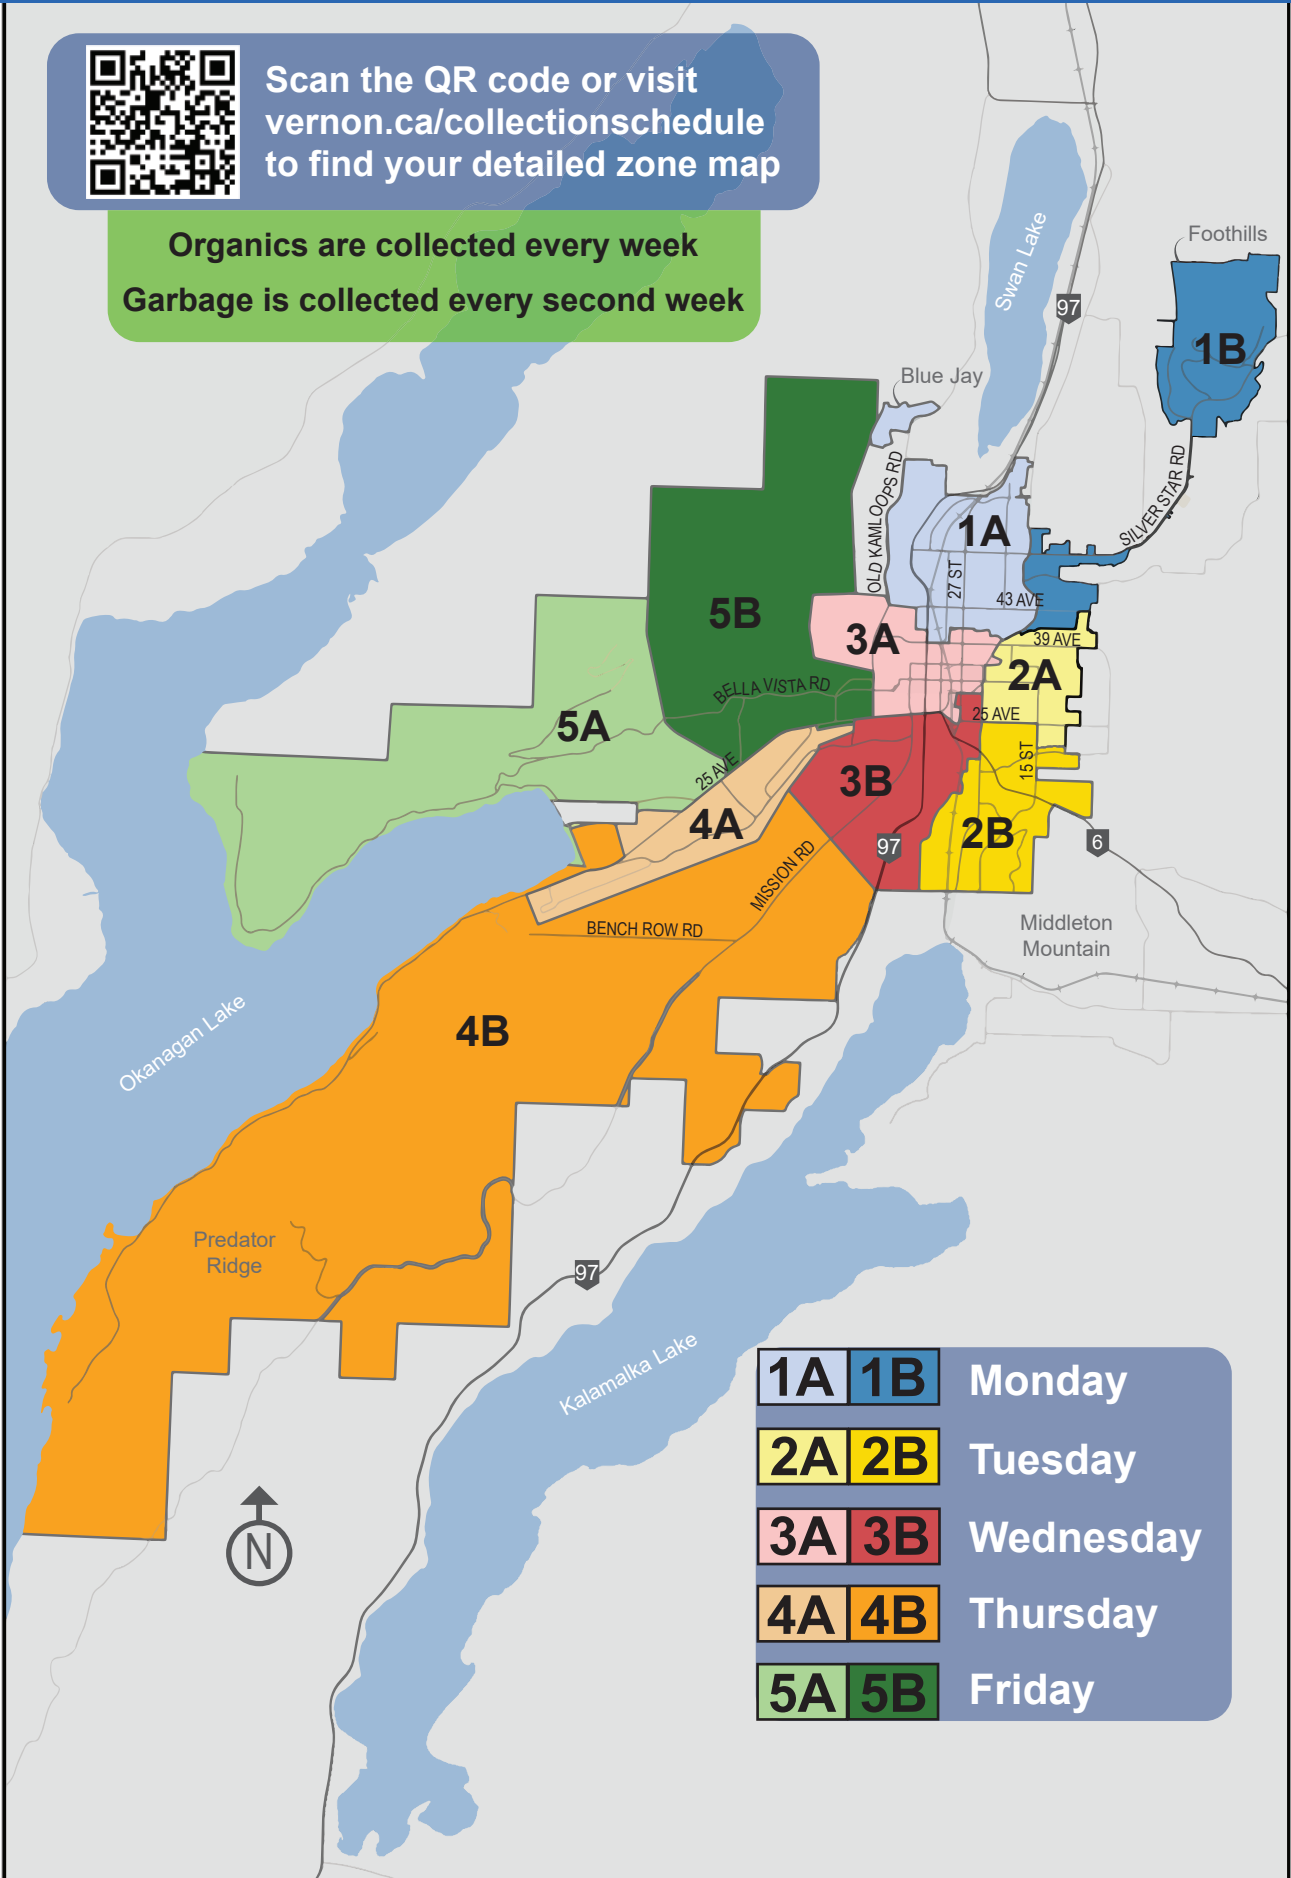 Scan the QR code or visit
vernon.ca/collectionschedule
to find your detailed zone map
Organics are collected every week
Garbage is collected every second week
Foothills
Swan Lake
97
1B
Blue Jay
OLD KAMLOOPS RD
SILVER STAR RD
1A
27 ST
43 AVE
5B
3A
39 AVE
2A
BELLA VISTA RD
25 AVE
5A
25 AVE
15 ST
3B
4A
2B
97
6
MISSION RD
BENCH ROW RD
Middleton
Mountain
Okanagan Lake
4B
Predator
Ridge
97
Kalamalka Lake
1A 1B Monday
2A 2B Tuesday
3A 3B Wednesday
4A 4B Thursday
5A 5B Friday
N